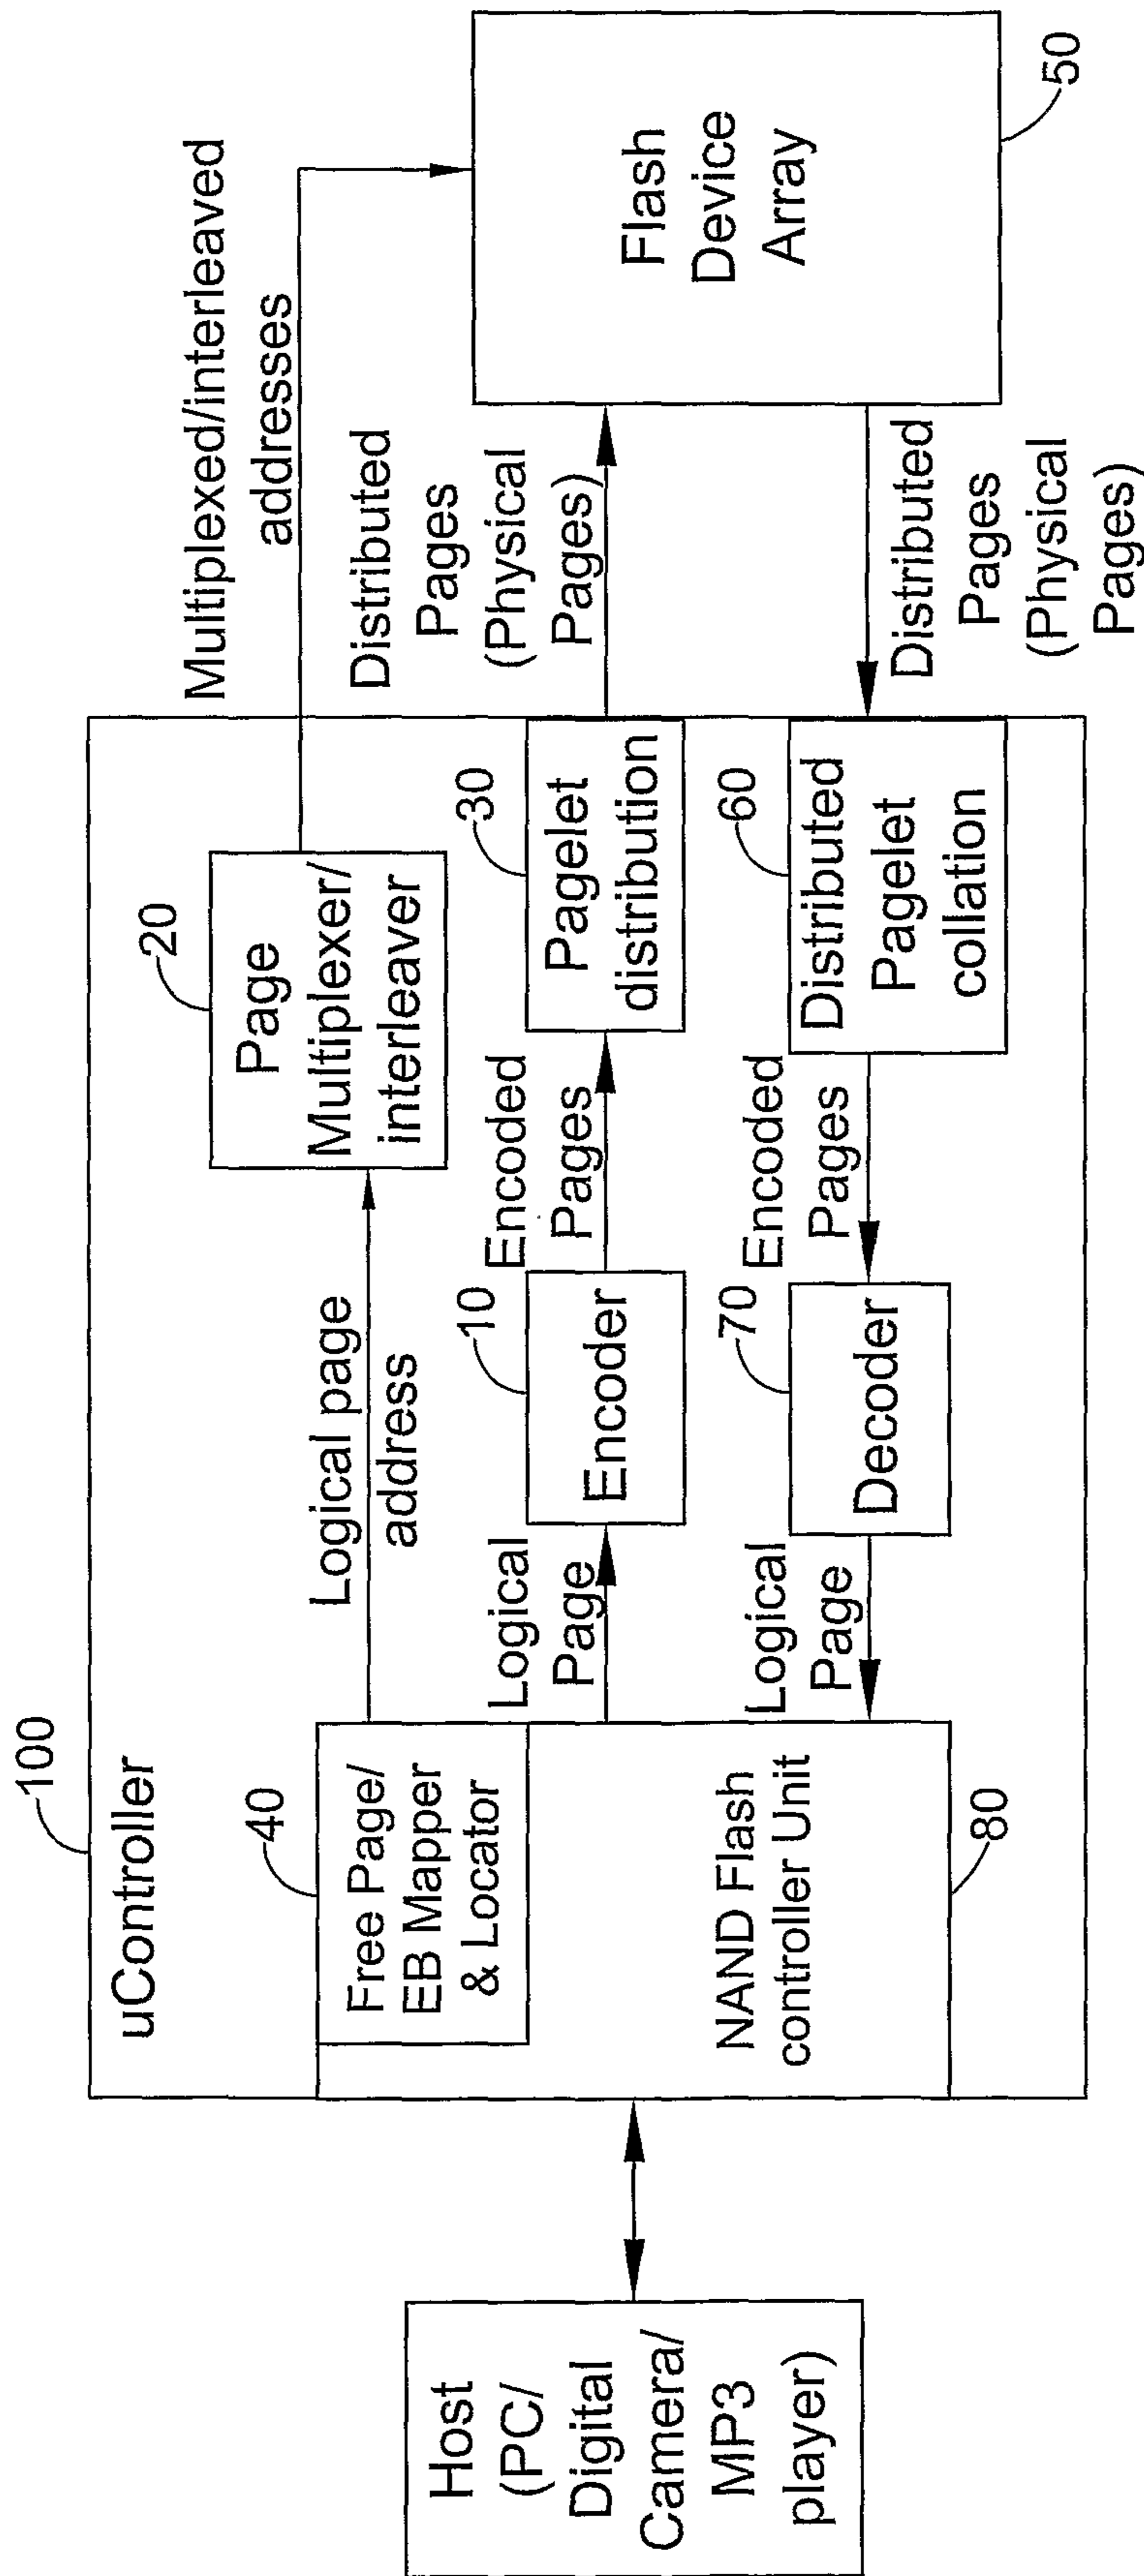 Host
(PC/
Digital
Camera/
MP3
player)
100
uController
40
Free Page/
EB Mapper
& Locator
NAND Flash
controller Unit
80
Logical page
address
20
Page
Multiplexer/
interleaver
Multiplexed/interleaved
addresses
Logical
Page
10
Encoder
Encoded
Pages
30
Pagelet
distribution
Distributed
Pages
(Physical
Pages)
Logical
Page
70
Decoder
Encoded
Pages
60
Distributed
Pagelet
collation
Distributed
Pages
(Physical
Pages)
Flash
Device
Array
50